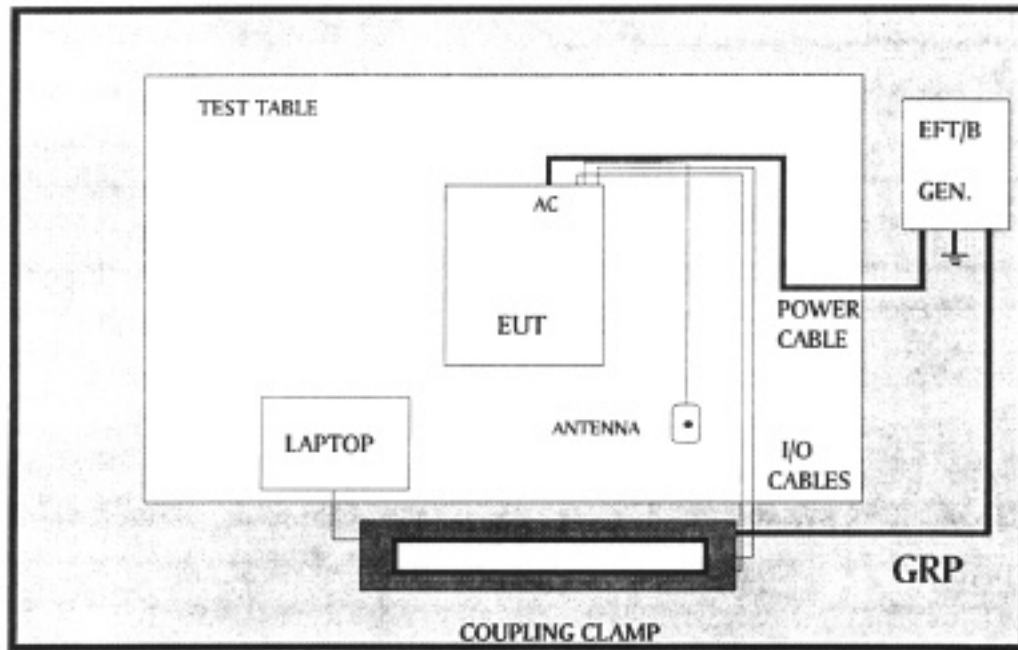 TEST TABLE
EFT/B
GEN.
AC
EUT
POWER
CABLE
LAPTOP
ANTENNA
I/O
CABLES
GRP
COUPLING CLAMP